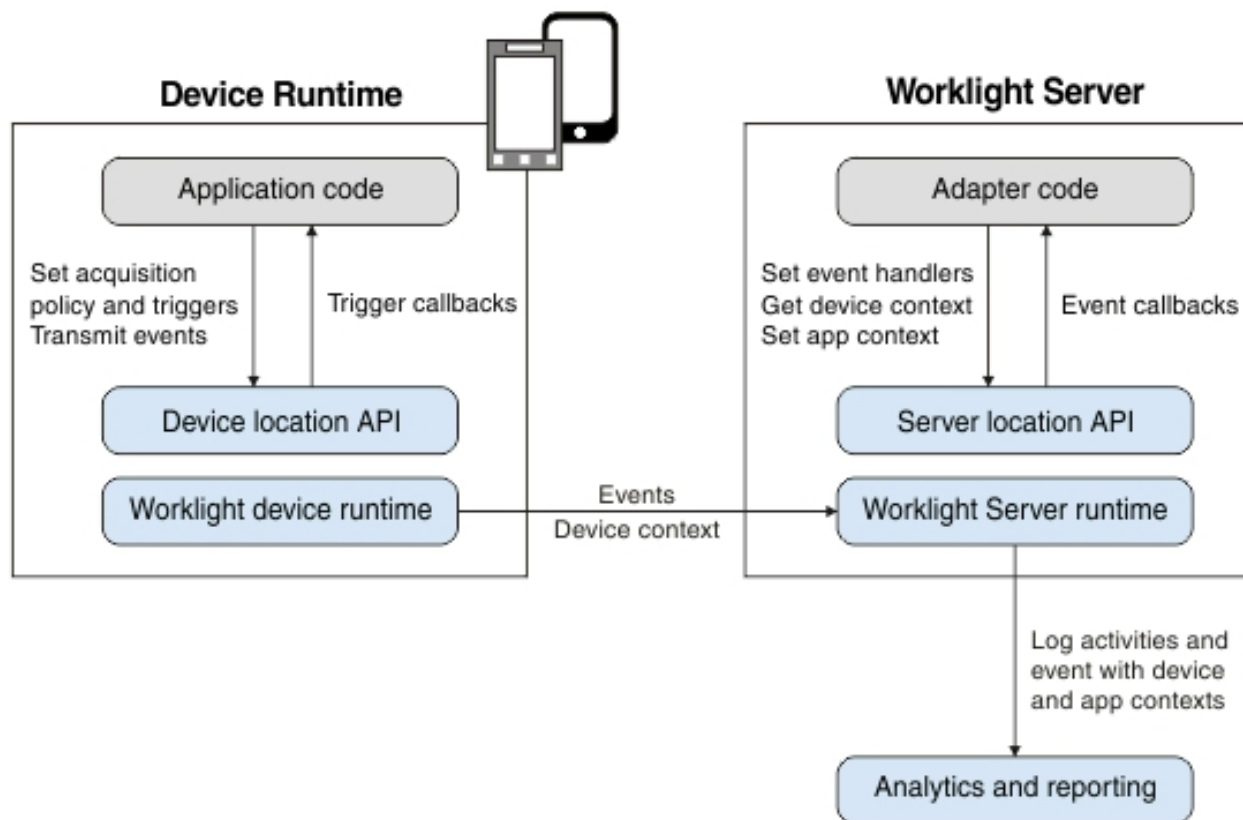 Device Runtime
Application code
Set acquisition
policy and triggers
Transmit events
Trigger callbacks
Device location API
Worklight device runtime
Events
Device context
Worklight Server
Adapter code
Set event handlers
Get device context
Set app context
Event callbacks
Server location API
Worklight Server runtime
Log activities and
event with device
and app contexts
Analytics and reporting